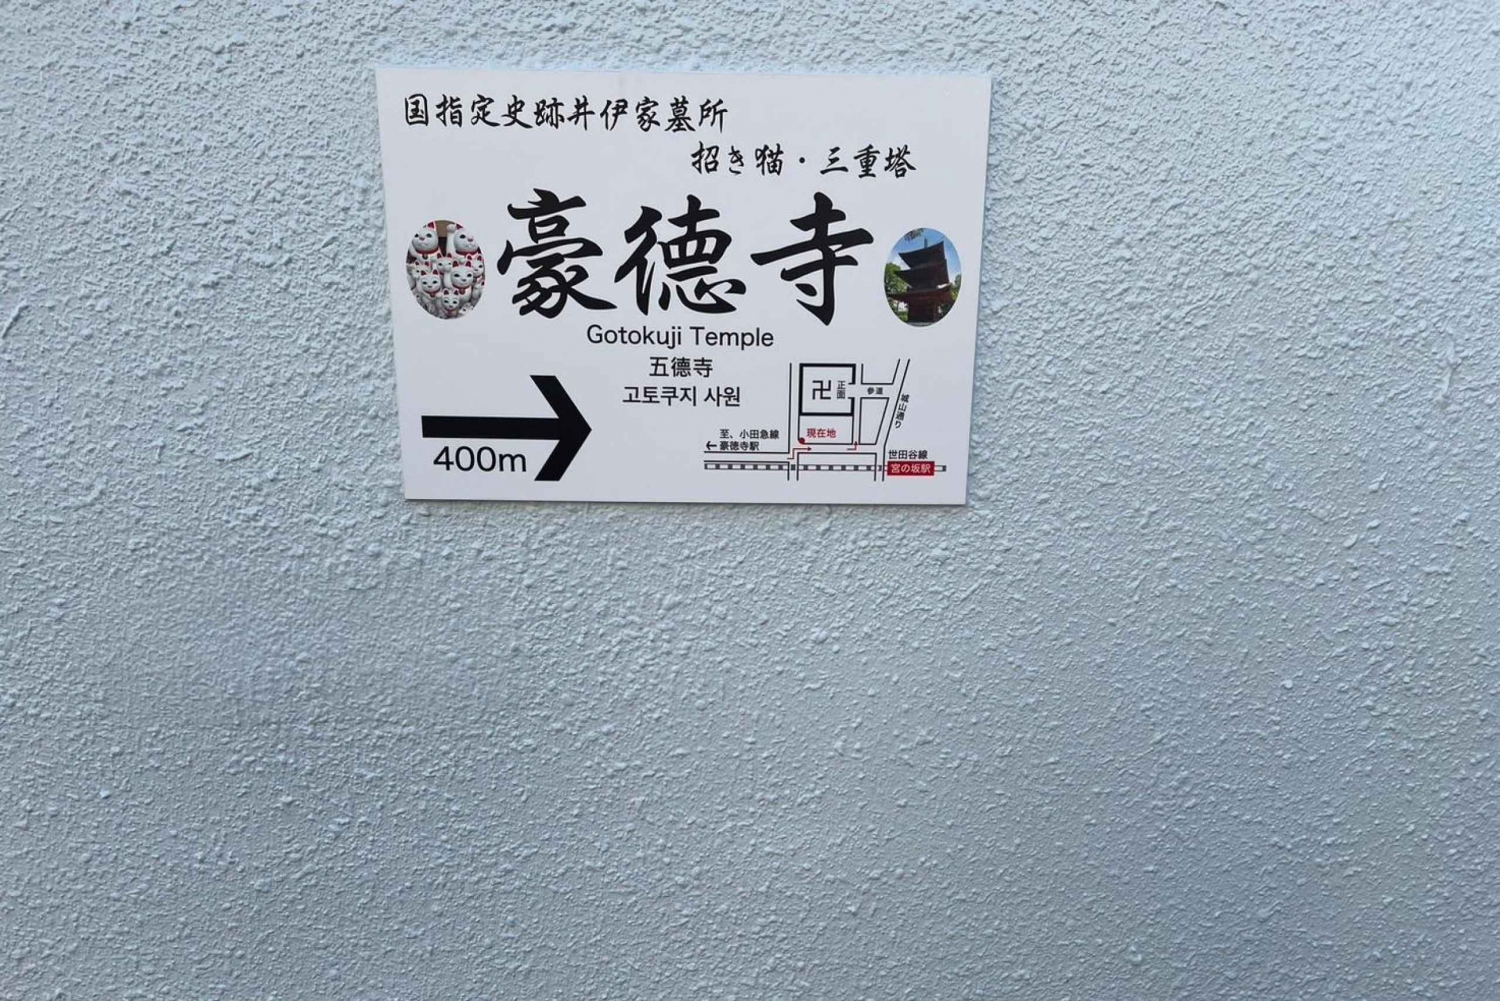 国指定史跡井伊家墓所
招き猫・三重塔
豪德寺
Gotokuji Temple
五德寺
고토쿠지 사원
400m
卍
正面
参道
城山通り
現在地
至、小田急線
豪徳寺駅
世田谷線
宮の坂駅